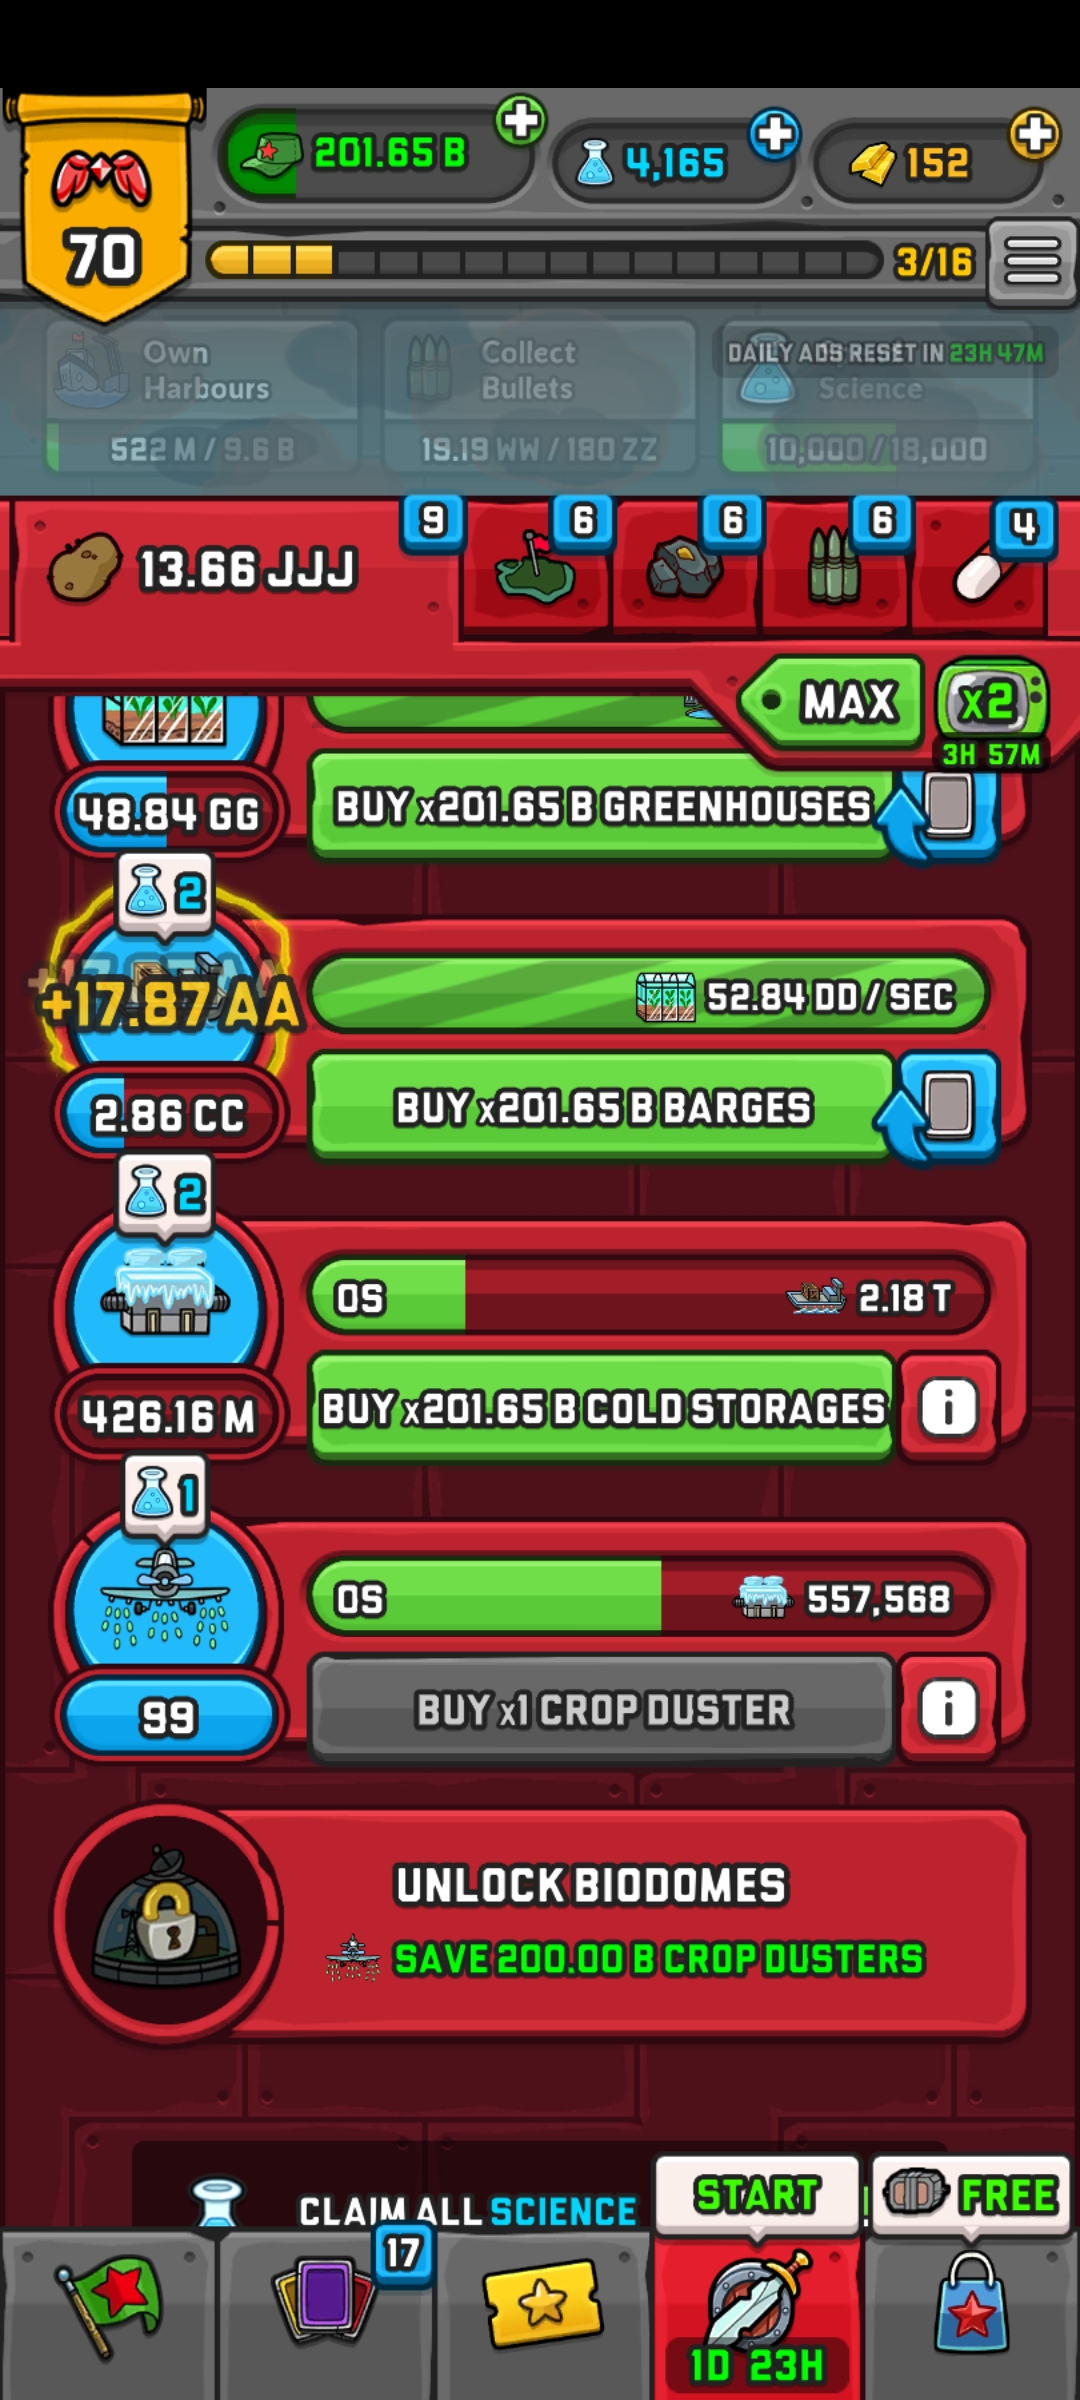 201.65 B
4,165
152
70
3/16
Own
Harbours
Collect
Bullets
DAILY ADS RESET IN 23H 47M
Science
522 M / 9.6 B
19.19 WW / 180 ZZ
10,000 / 18,000
13.66 JJJ
9
6
6
6
4
MAX
x2
3H 57M
48.84 GG
BUY x201.65 B GREENHOUSES
2
+17.87 AA
52.84 DD / SEC
2.86 CC
BUY x201.65 B BARGES
2
0S
2.18 T
426.16 M
BUY x201.65 B COLD STORAGES
i
1
0S
557,568
99
BUY x1 CROP DUSTER
i
UNLOCK BIODOMES
SAVE 200.00 B CROP DUSTERS
CLAIM ALL SCIENCE
START
FREE
17
1D 23H